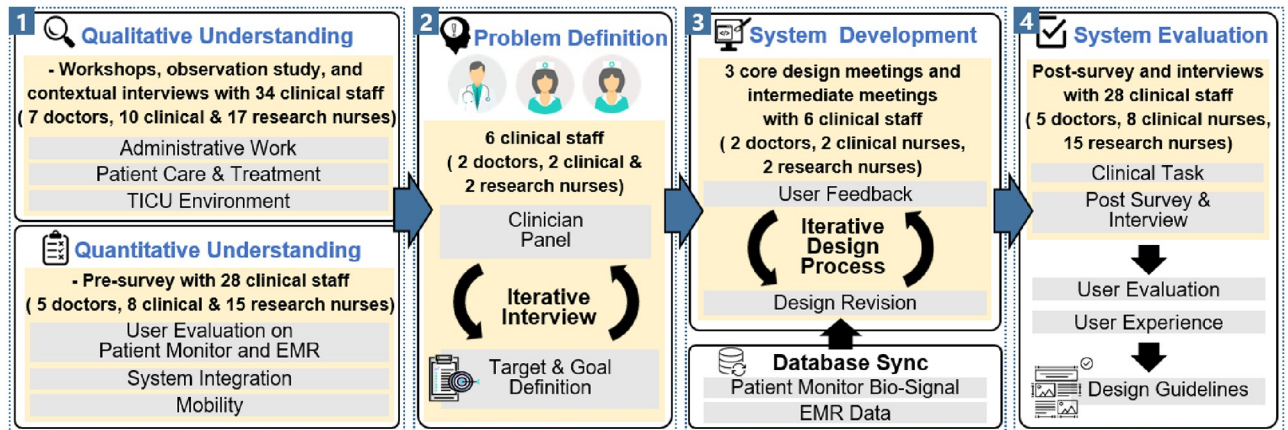 1
Qualitative Understanding
- Workshops, observation study, and
contextual interviews with 34 clinical staff
( 7 doctors, 10 clinical & 17 research nurses)
Administrative Work
Patient Care & Treatment
TICU Environment
Quantitative Understanding
- Pre-survey with 28 clinical staff
( 5 doctors, 8 clinical & 15 research nurses)
User Evaluation on
Patient Monitor and EMR
System Integration
Mobility
2
Problem Definition
6 clinical staff
( 2 doctors, 2 clinical &
2 research nurses)
Clinician
Panel
Iterative
Interview
Target & Goal
Definition
3
System Development
3 core design meetings and
intermediate meetings
with 6 clinical staff
( 2 doctors, 2 clinical nurses,
2 research nurses)
User Feedback
Iterative
Design
Process
Design Revision
Database Sync
Patient Monitor Bio-Signal
EMR Data
4
System Evaluation
Post-survey and interviews
with 28 clinical staff
( 5 doctors, 8 clinical nurses,
15 research nurses)
Clinical Task
Post Survey &
Interview
User Evaluation
User Experience
Design Guidelines